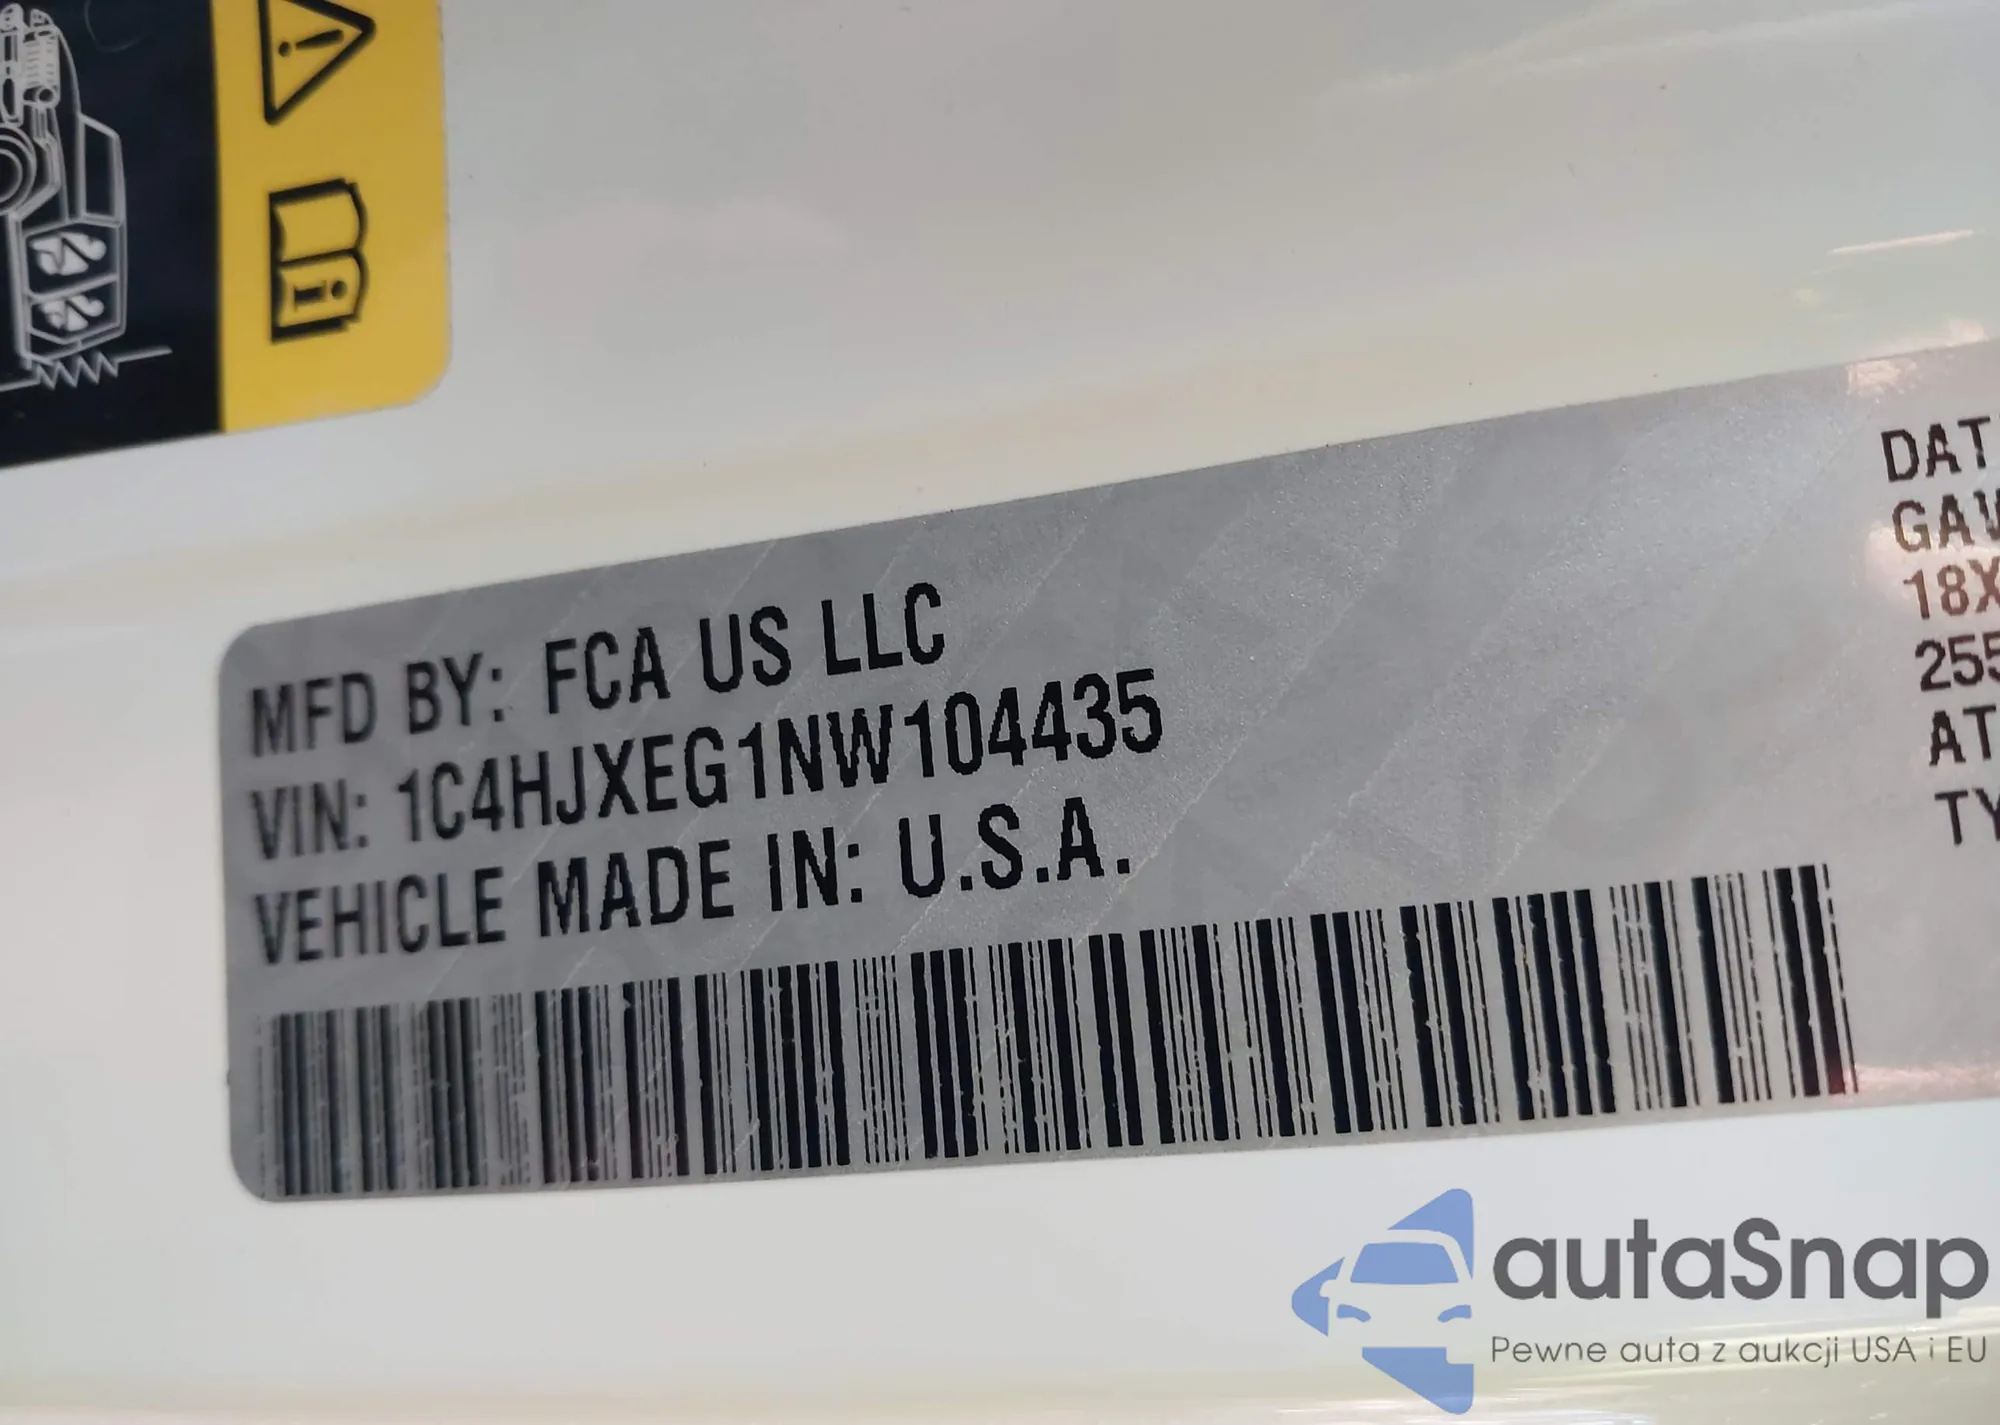 MFD BY: FCA US LLC
VIN: 1C4HJXEG1NW104435
VEHICLE MADE IN: U.S.A.
DAT
GAW
18X
255
AT
TY
autaSnap
Pewne auta z aukcji USA i EU